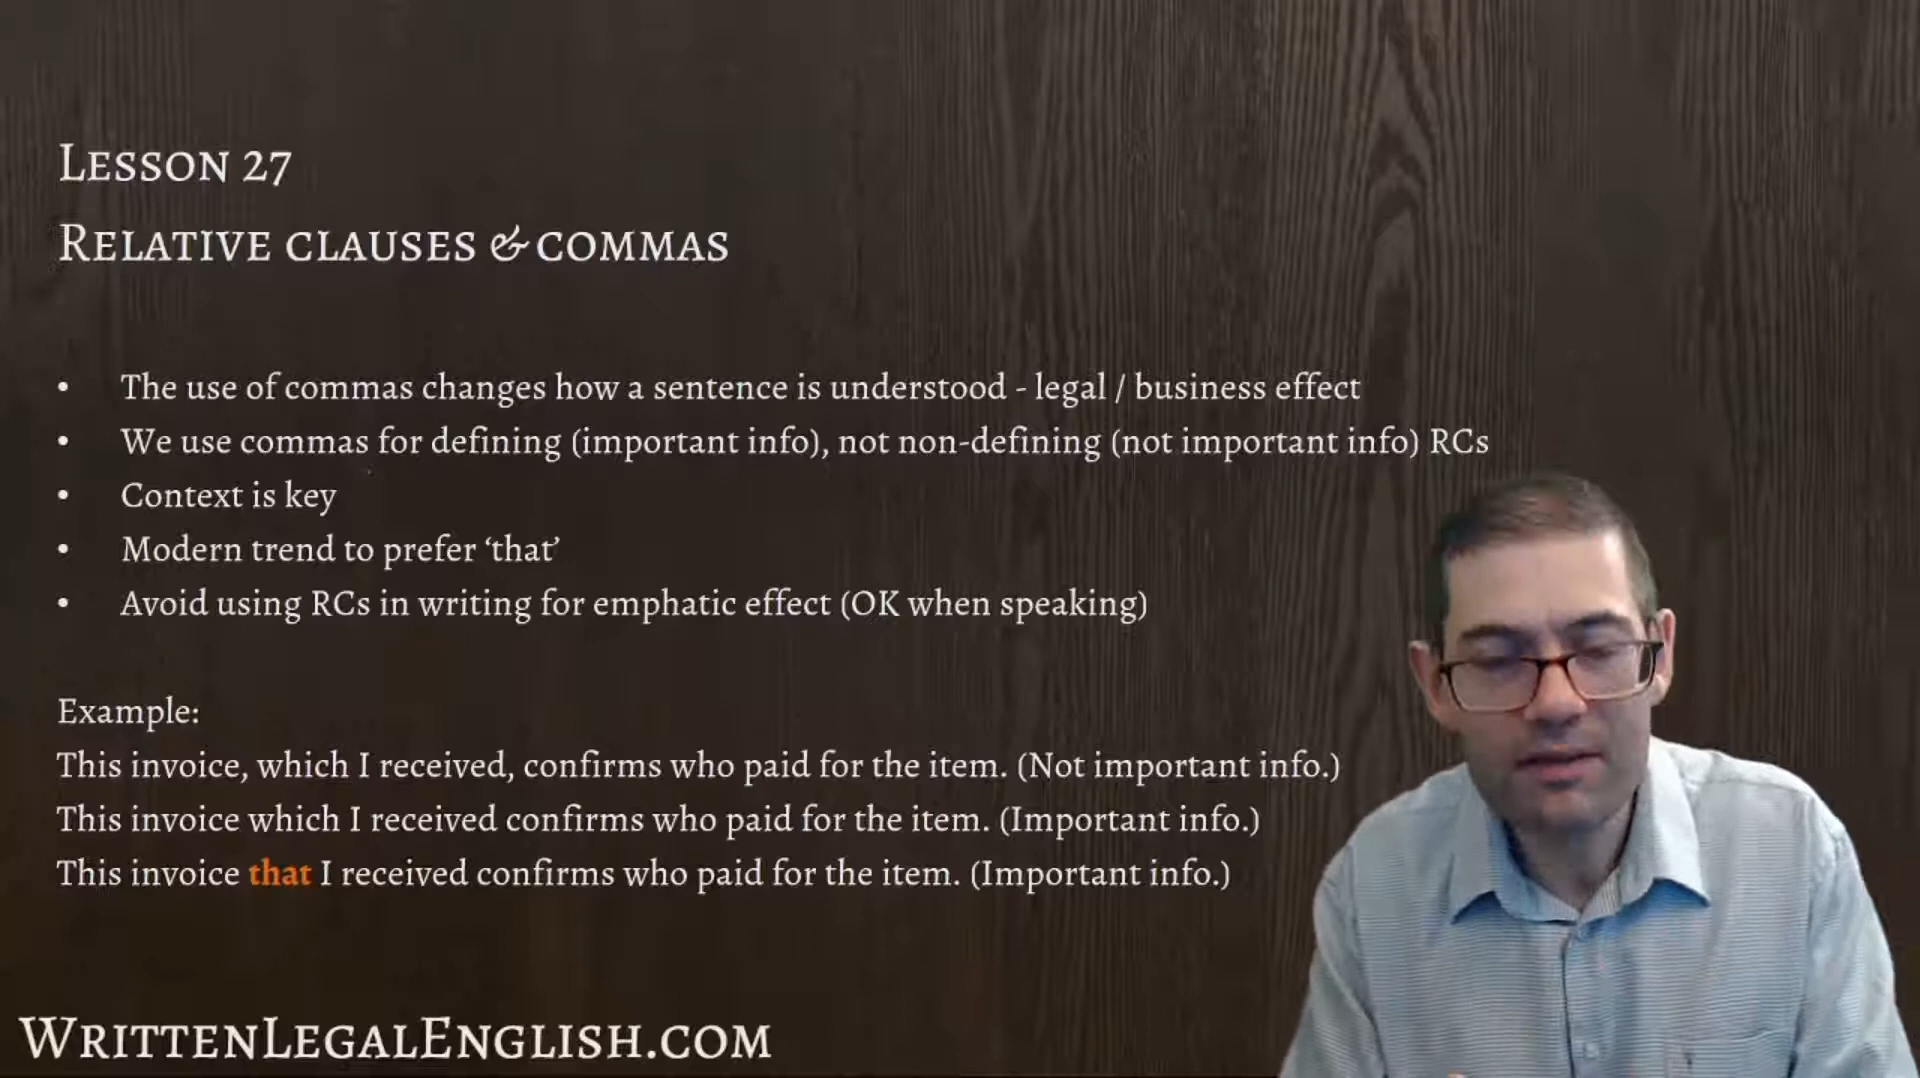 Lesson 27
Relative clauses & commas
• The use of commas changes how a sentence is understood - legal / business effect
• We use commas for defining (important info), not non-defining (not important info) RCs
• Context is key
• Modern trend to prefer ‘that’
• Avoid using RCs in writing for emphatic effect (OK when speaking)
Example:
This invoice, which I received, confirms who paid for the item. (Not important info.)
This invoice which I received confirms who paid for the item. (Important info.)
This invoice that I received confirms who paid for the item. (Important info.)
WrittenLegalEnglish.com